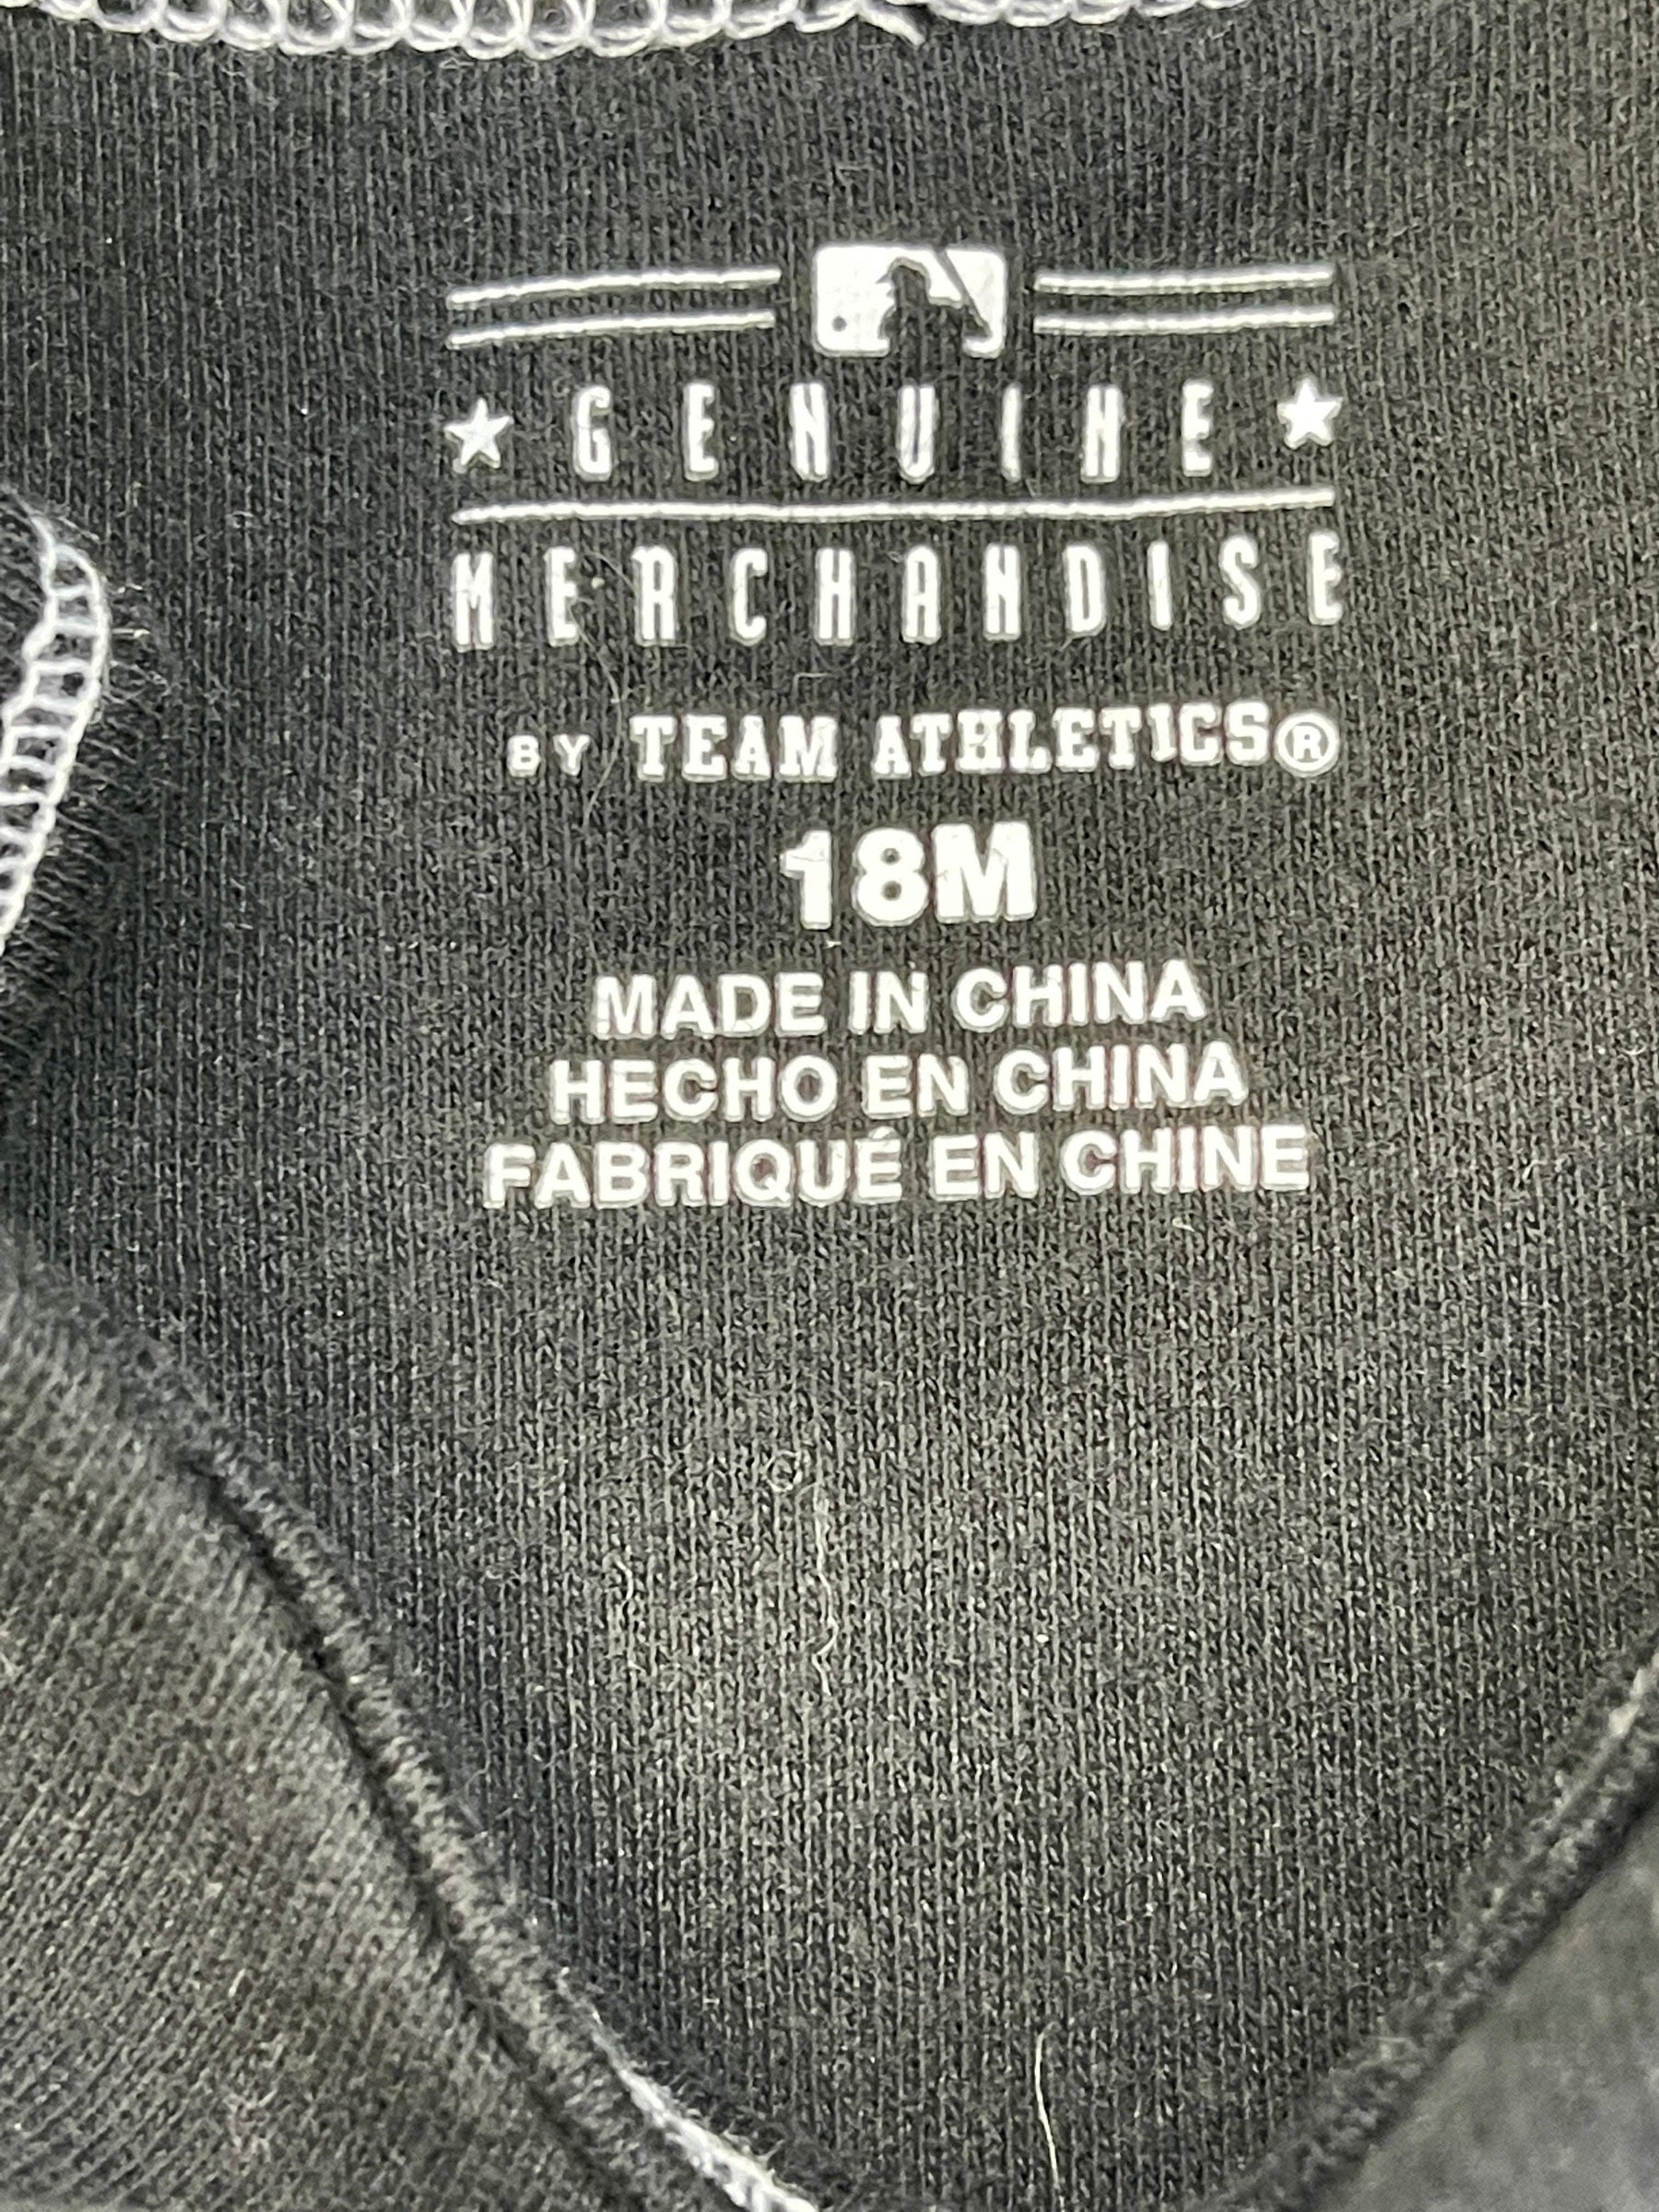 ★ GENUINE ★
MERCHANDISE
BY TEAM ATHLETICS®
18M
MADE IN CHINA
HECHO EN CHINA
FABRIQUÉ EN CHINE